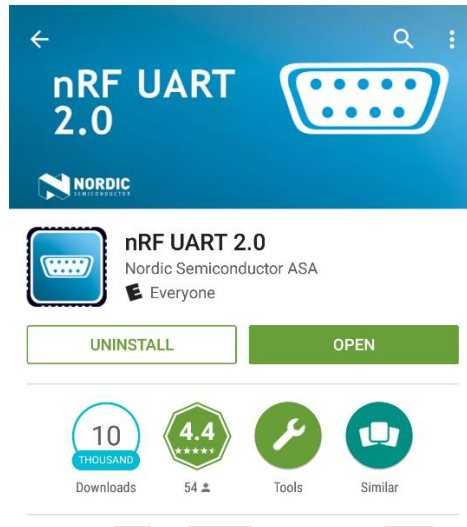 nRF UART
2.0
NORDIC
SEMICONDUCTOR
nRF UART 2.0
Nordic Semiconductor ASA
E Everyone
UNINSTALL
OPEN
10
THOUSAND
Downloads
4.4
54
Tools
Similar